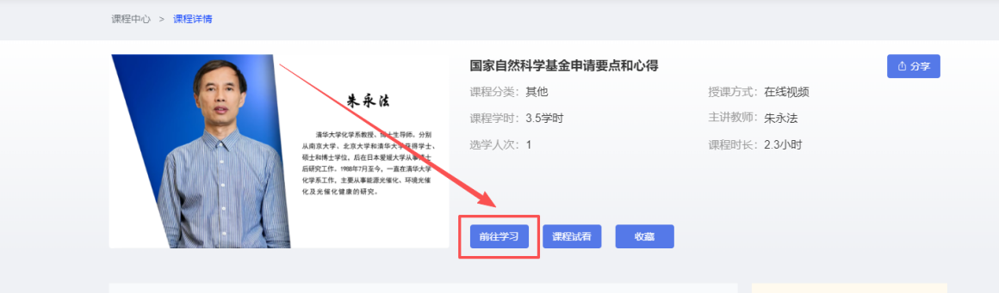 课程中心 > 课程详情
国家自然科学基金申请要点和心得
分享
课程分类：其他
授课方式：在线视频
课程学时：3.5学时
主讲教师：朱永法
选学人次：1
课程时长：2.3小时
朱永法
清华大学化学系教授、博士生导师。分别
从南京大学、北京大学和清华大学获得学士、
硕士和博士学位。后在日本爱媛大学从事博士
后研究工作。1988年7月至今，一直在清华大学
化学系工作，主要从事能源光催化、环境光催
化及光催化健康的研究。
前往学习
课程试看
收藏